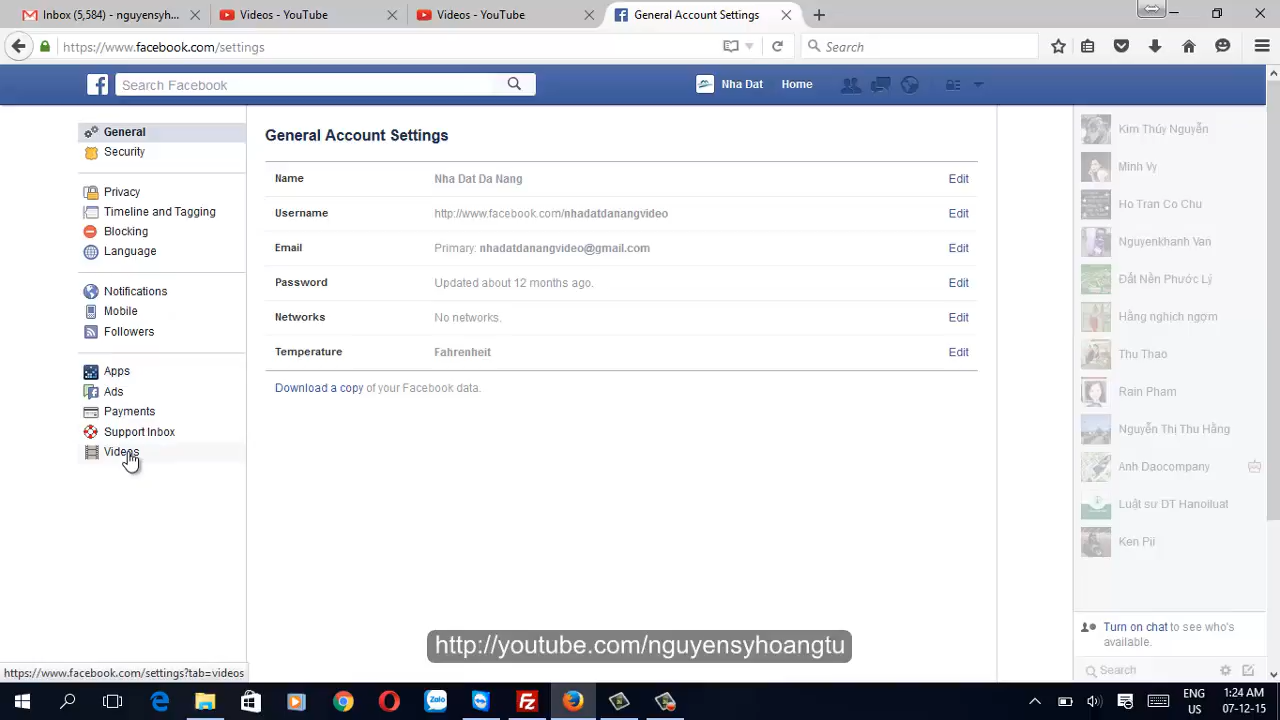 Inbox (5,584) - nguyensyh...
Videos - YouTube
Videos - YouTube
General Account Settings
https://www.facebook.com/settings
Search
Search Facebook
Nha Dat
Home
General
Security
Privacy
Timeline and Tagging
Blocking
Language
Notifications
Mobile
Followers
Apps
Ads
Payments
Support Inbox
Videos
General Account Settings
Name Nha Dat Da Nang Edit
Username http://www.facebook.com/nhadatdanangvideo Edit
Email Primary: nhadatdanangvideo@gmail.com Edit
Password Updated about 12 months ago. Edit
Networks No networks. Edit
Temperature Fahrenheit Edit
Download a copy of your Facebook data.
Kim Thúy Nguyễn
Minh Vy
Ho Tran Co Chu
Nguyenkhanh Van
Đất Nền Phước Lý
Hằng nghich ngợm
Thu Thao
Rain Pham
Nguyễn Thị Thu Hằng
Anh Daocompany
Luật sư DT Hanoiluat
Ken Pii
Turn on chat to see who's
available.
Search
http://youtube.com/nguyensyhoangtu
https://www.facebook.com/settings?tab=videos
Zalo
ENG
US
1:24 AM
07-12-15